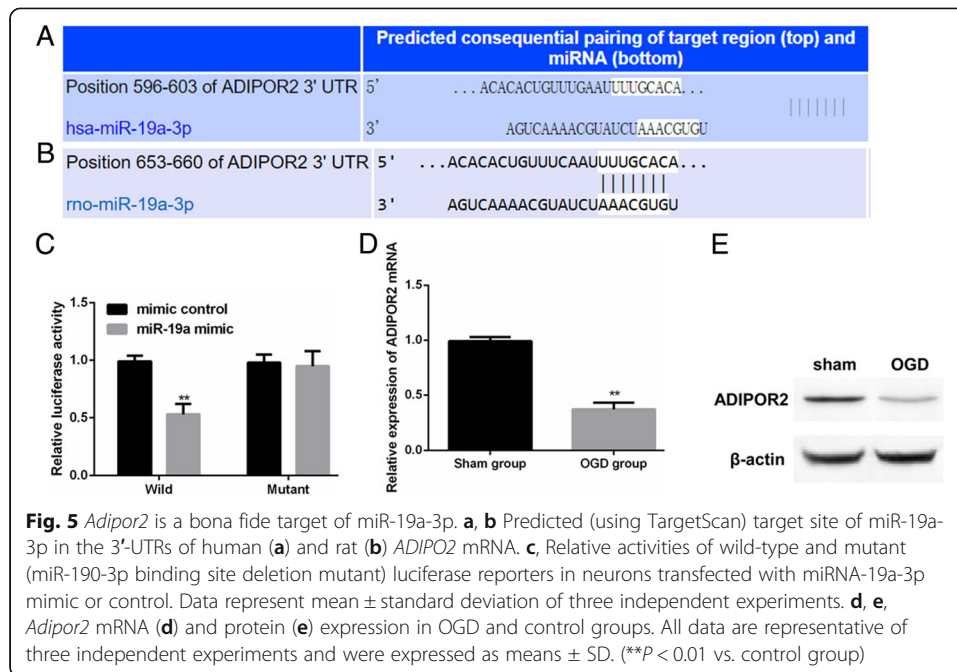 A
Predicted consequential pairing of target region (top) and
miRNA (bottom)
Position 596-603 of ADIPOR2 3' UTR 5' ...ACACACUGUUUGAAUUUUGCACA...
|||||||
hsa-miR-19a-3p 3' AGUCAAAACGUAUCUAAACGUGU
B
Position 653-660 of ADIPOR2 3' UTR 5' ...ACACACUGUUUCAAUUUUGCACA...
|||||||
rno-miR-19a-3p 3' AGUCAAAACGUAUCUAAACGUGU
C
Relative luciferase activity
1.5
1.0
0.5
0.0
mimic control
miR-19a mimic
**
Wild Mutant
D
Relative expression of ADIPOR2 mRNA
1.5
1.0
0.5
0.0
**
Sham group OGD group
E
sham OGD
ADIPOR2
β-actin
Fig. 5 Adipor2 is a bona fide target of miR-19a-3p. a, b Predicted (using TargetScan) target site of miR-19a-
3p in the 3′-UTRs of human (a) and rat (b) ADIPO2 mRNA. c, Relative activities of wild-type and mutant
(miR-190-3p binding site deletion mutant) luciferase reporters in neurons transfected with miRNA-19a-3p
mimic or control. Data represent mean ± standard deviation of three independent experiments. d, e,
Adipor2 mRNA (d) and protein (e) expression in OGD and control groups. All data are representative of
three independent experiments and were expressed as means ± SD. (**P < 0.01 vs. control group)